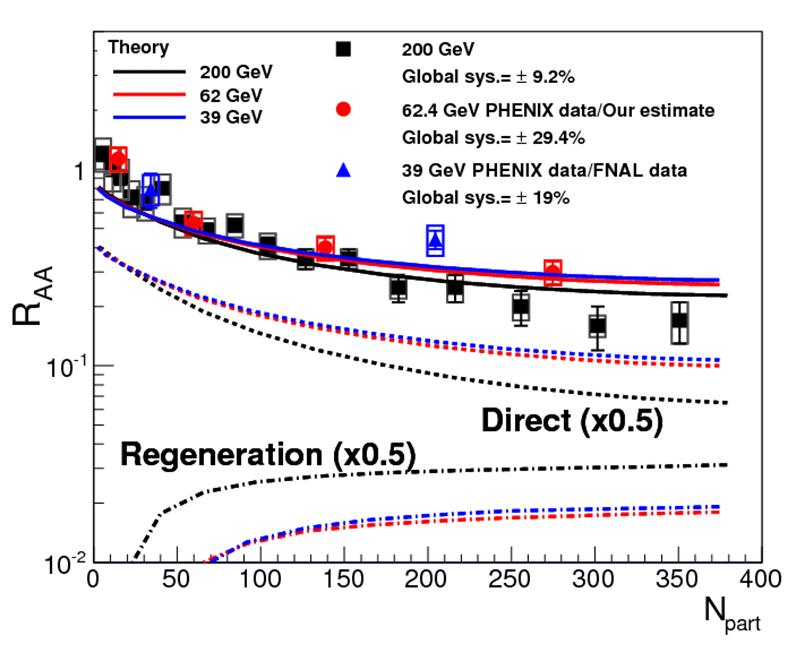 Theory
200 GeV
62 GeV
39 GeV
200 GeV
Global sys.= ± 9.2%
62.4 GeV PHENIX data/Our estimate
Global sys.= ± 29.4%
39 GeV PHENIX data/FNAL data
Global sys.= ± 19%
1
R_AA
10⁻¹
Direct (x0.5)
Regeneration (x0.5)
10⁻²
0 50 100 150 200 250 300 350 400
N_part